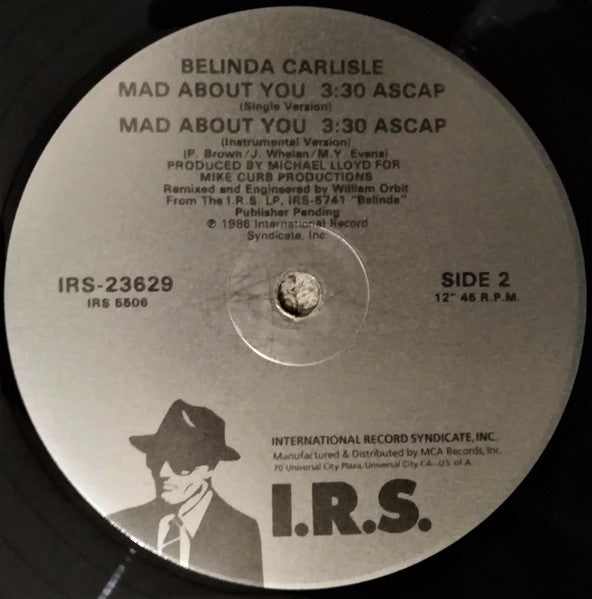 BELINDA CARLISLE
MAD ABOUT YOU 3:30 ASCAP
(Single Version)
MAD ABOUT YOU 3:30 ASCAP
(Instrumental Version)
(P. Brown/J. Whelan/M.Y. Evans)
PRODUCED BY MICHAEL LLOYD FOR
MIKE CURB PRODUCTIONS
Remixed and Engineered by William Orbit
From The I.R.S. LP, IRS-5741 "Belinda"
Publisher Pending
℗ 1986 International Record
Syndicate, Inc.
IRS-23629
IRS 5506
SIDE 2
12" 45 R.P.M.
INTERNATIONAL RECORD SYNDICATE, INC.
Manufactured & Distributed by MCA Records, Inc.
70 Universal City Plaza, Universal City, CA–U.S. of A.
I.R.S.